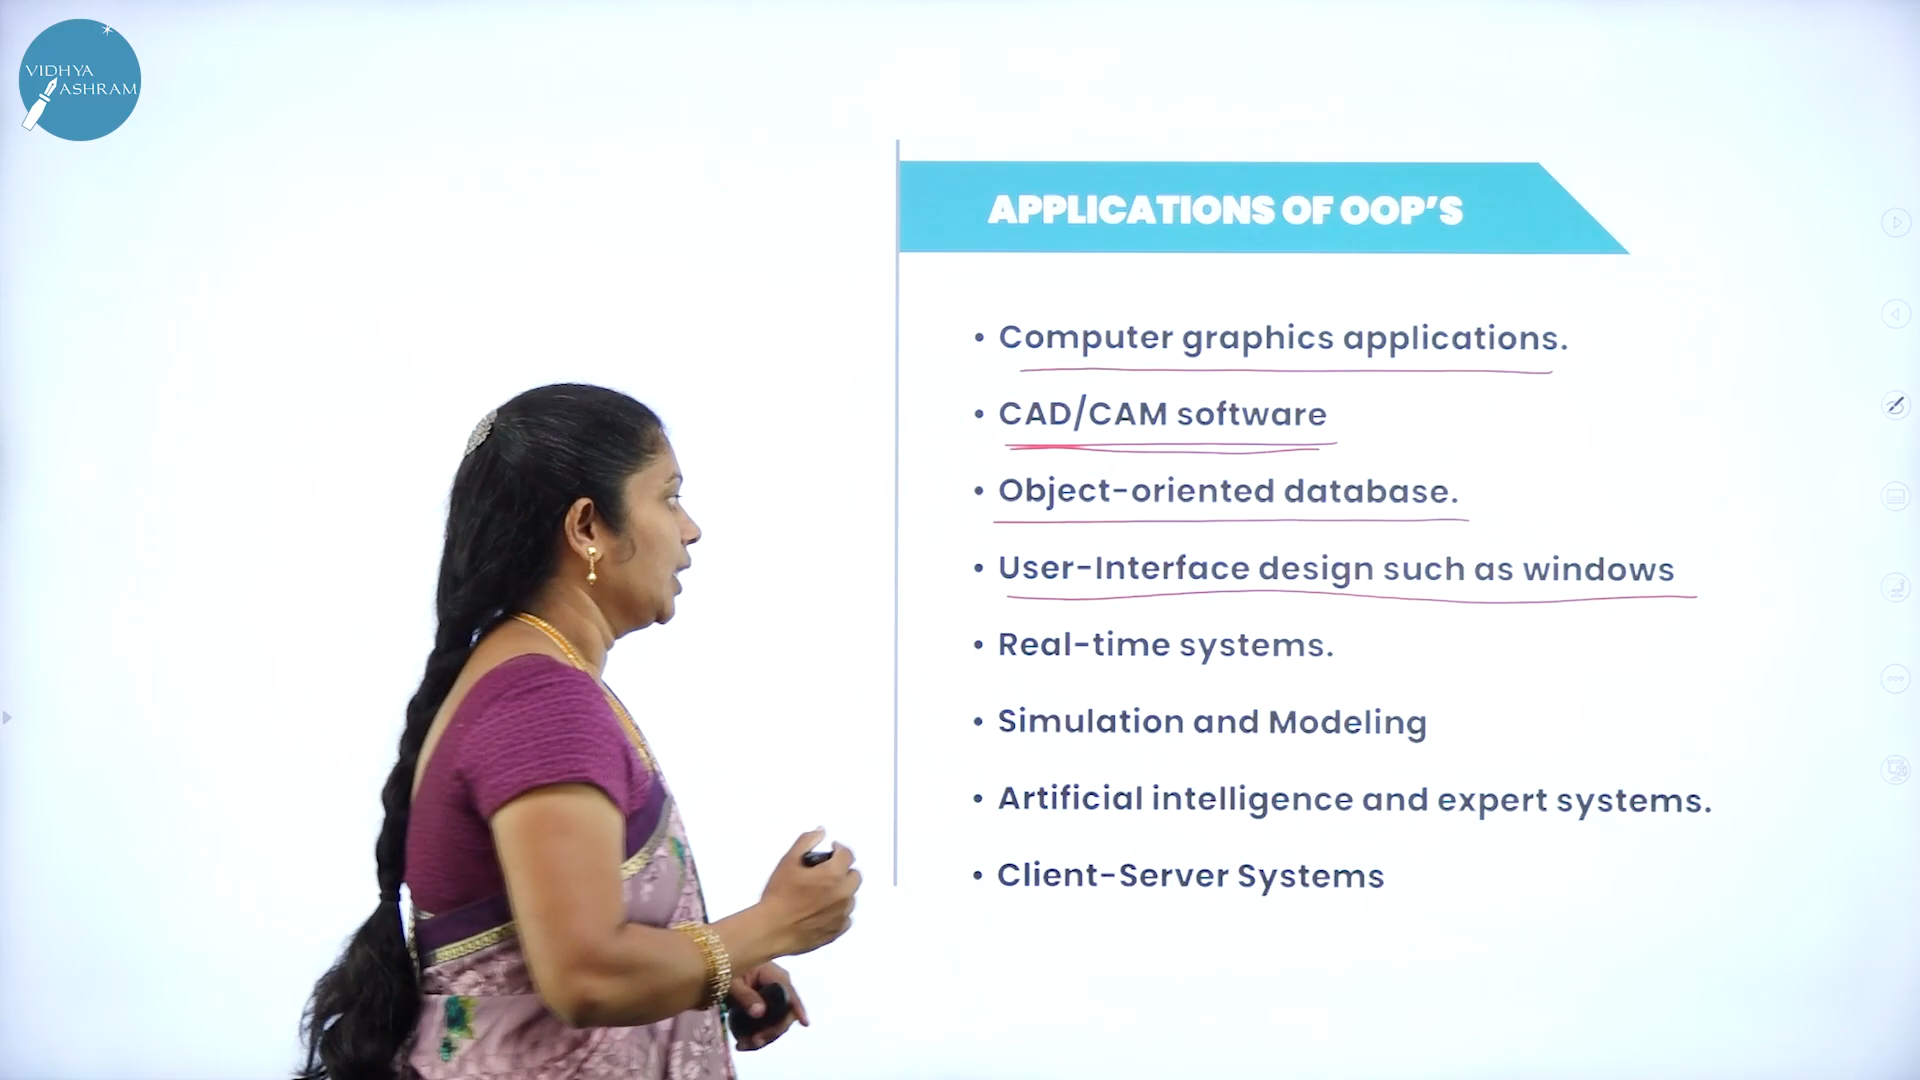 VIDHYA
ASHRAM
APPLICATIONS OF OOP'S
• Computer graphics applications.
• CAD/CAM software
• Object-oriented database.
• User-Interface design such as windows
• Real-time systems.
• Simulation and Modeling
• Artificial intelligence and expert systems.
• Client-Server Systems